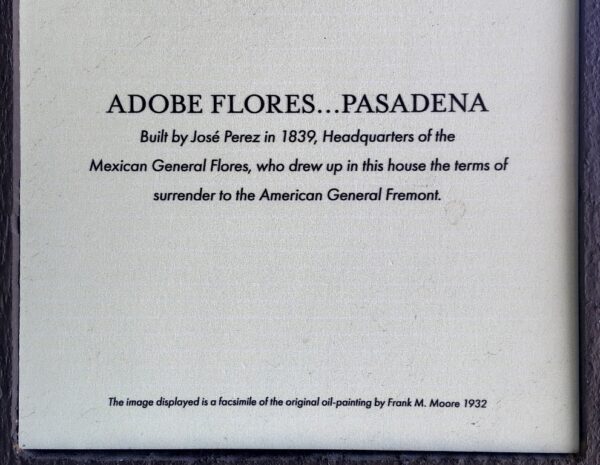 ADOBE FLORES...PASADENA
Built by José Perez in 1839, Headquarters of the
Mexican General Flores, who drew up in this house the terms of
surrender to the American General Fremont.
The image displayed is a facsimile of the original oil-painting by Frank M. Moore 1932